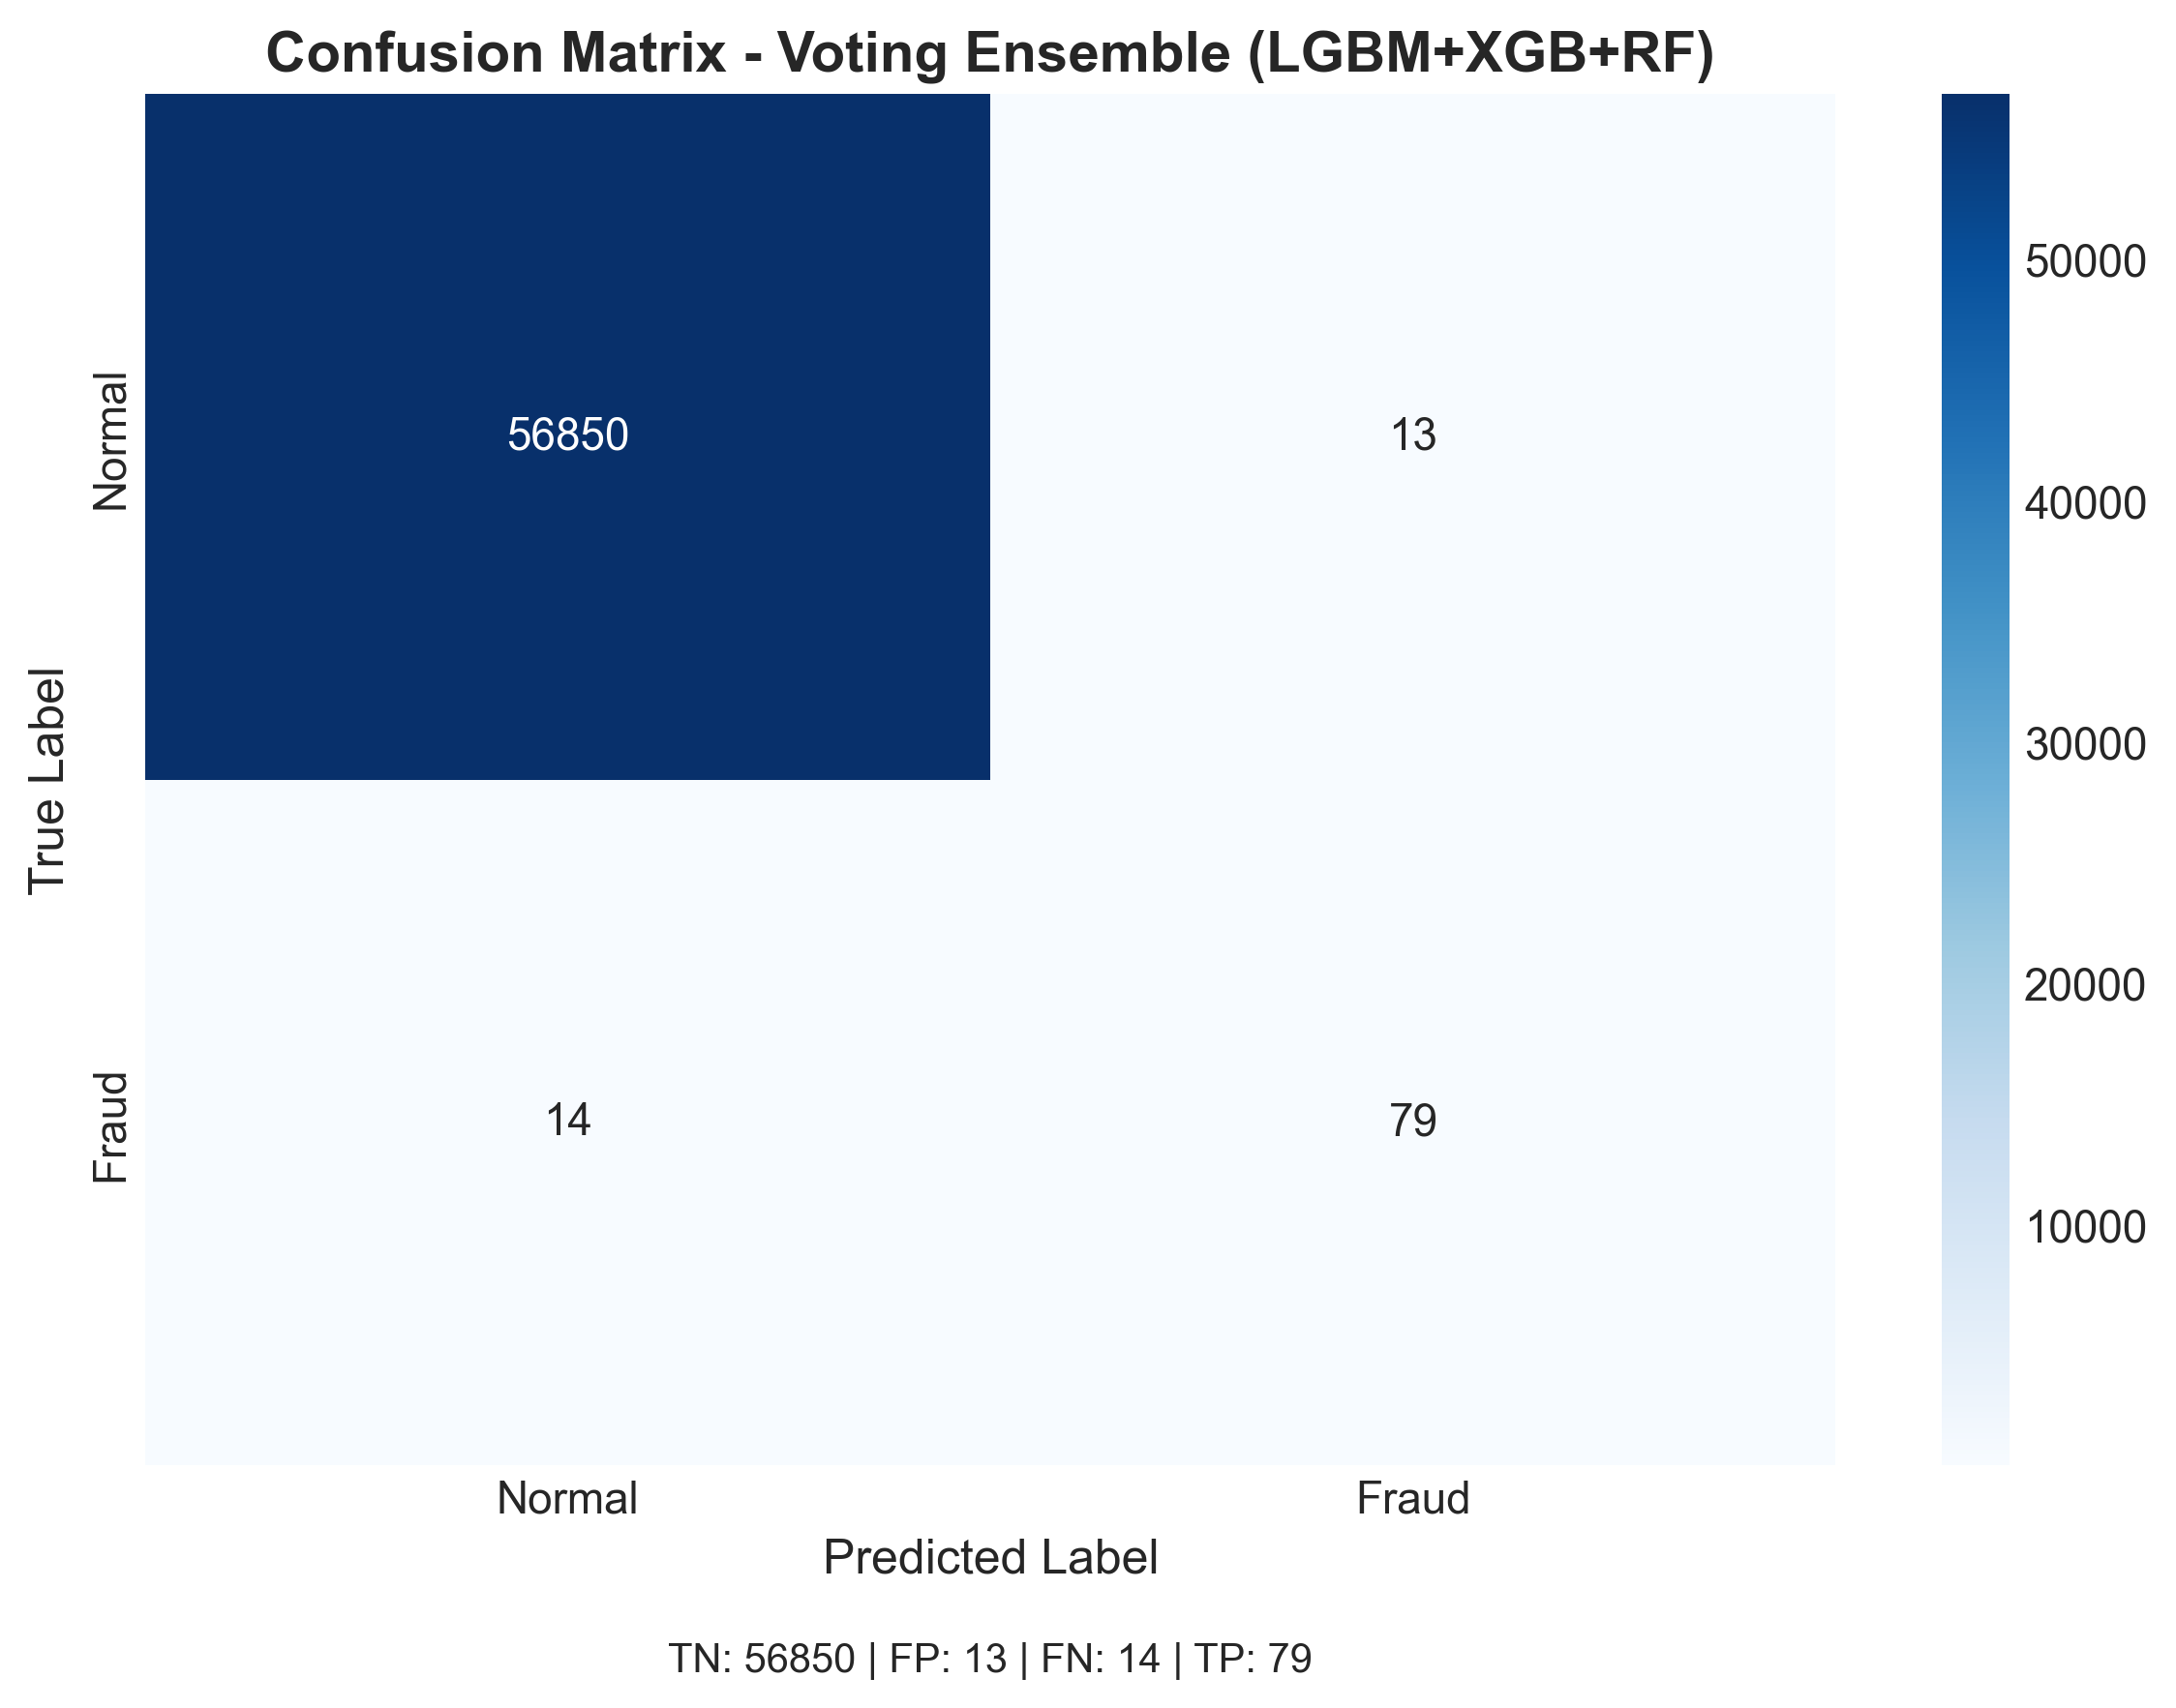 Confusion Matrix - Voting Ensemble (LGBM+XGB+RF)
True Label
Normal
Fraud
56850
13
14
79
Normal
Fraud
Predicted Label
50000
40000
30000
20000
10000
TN: 56850 | FP: 13 | FN: 14 | TP: 79